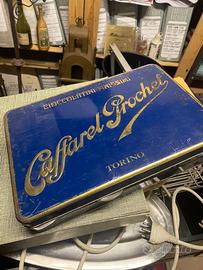 CIOCCOLATINI FINISSIMI
Caffarel Prochet
TORINO